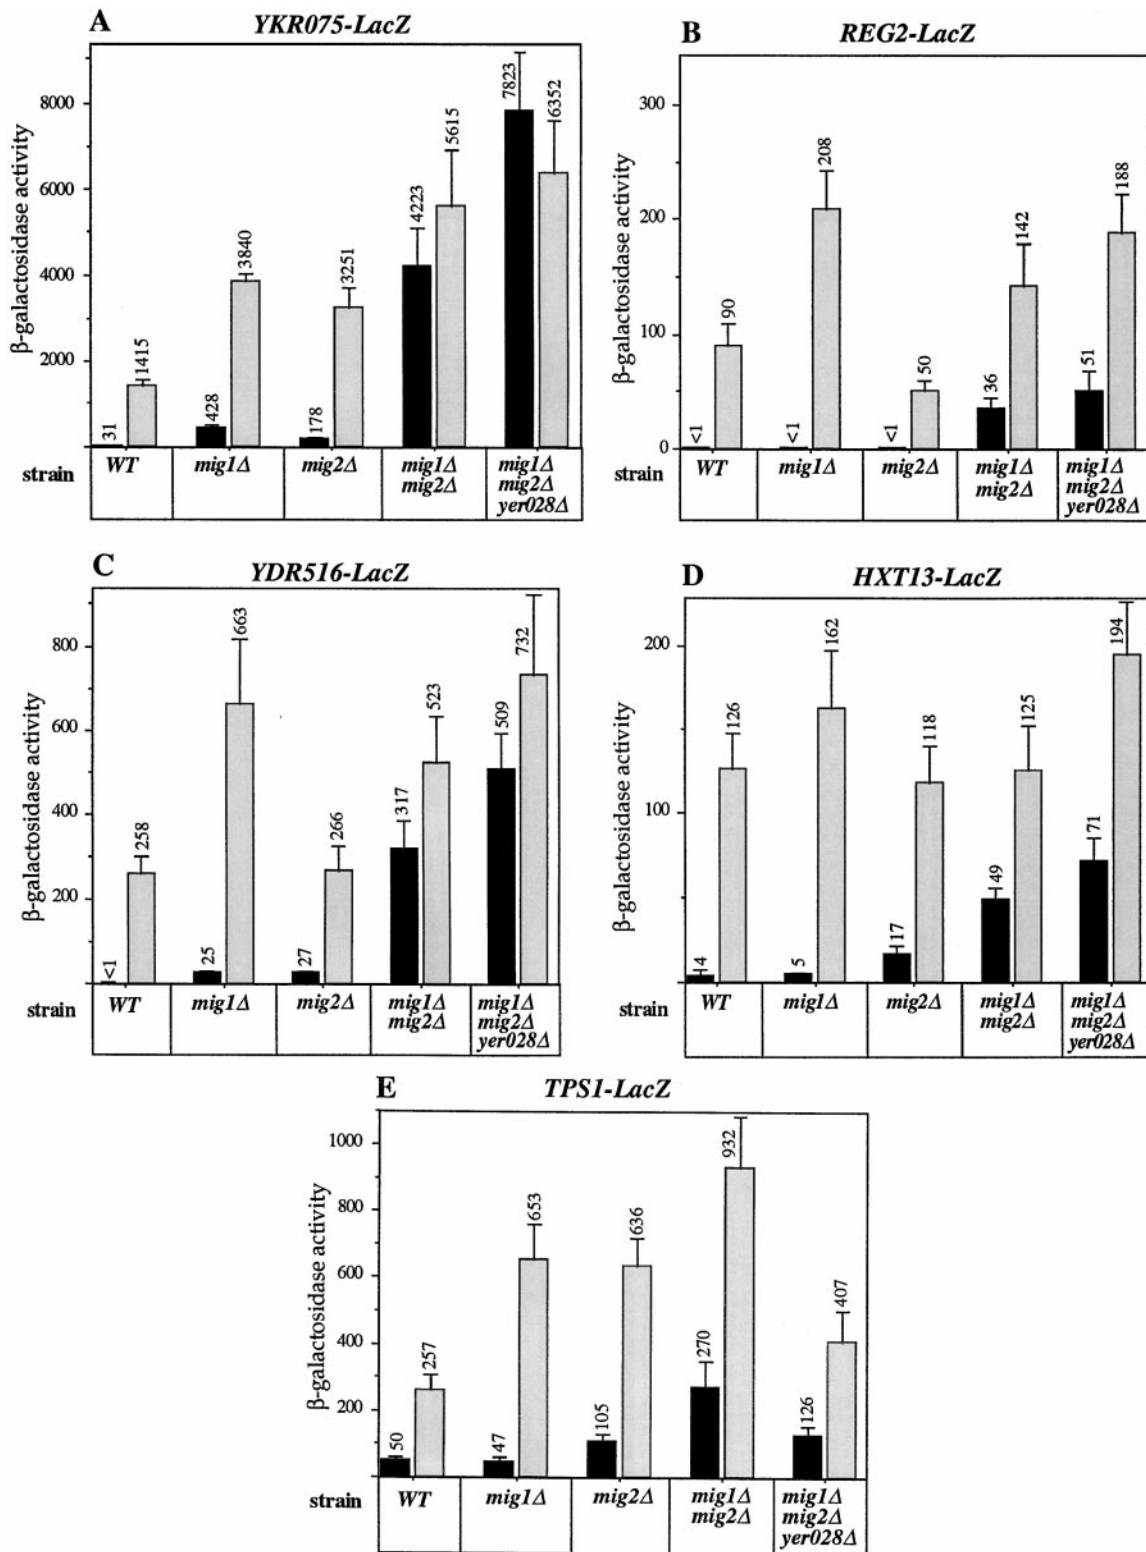 A
YKR075-LacZ
β-galactosidase activity
8000
6000
4000
2000
31
1415
428
3840
178
3251
4223
5615
7823
6352
strain
WT
mig1Δ
mig2Δ
mig1Δ
mig2Δ
mig1Δ
mig2Δ
yer028Δ
B
REG2-LacZ
β-galactosidase activity
300
200
100
0
<1
90
<1
208
<1
50
36
142
51
188
strain
WT
mig1Δ
mig2Δ
mig1Δ
mig2Δ
mig1Δ
mig2Δ
yer028Δ
C
YDR516-LacZ
β-galactosidase activity
800
600
400
200
<1
258
25
663
27
266
317
523
509
732
strain
WT
mig1Δ
mig2Δ
mig1Δ
mig2Δ
mig1Δ
mig2Δ
yer028Δ
D
HXT13-LacZ
β-galactosidase activity
200
100
4
126
5
162
17
118
49
125
71
194
strain
WT
mig1Δ
mig2Δ
mig1Δ
mig2Δ
mig1Δ
mig2Δ
yer028Δ
E
TPS1-LacZ
β-galactosidase activity
1000
800
600
400
200
50
257
47
653
105
636
270
932
126
407
strain
WT
mig1Δ
mig2Δ
mig1Δ
mig2Δ
mig1Δ
mig2Δ
yer028Δ